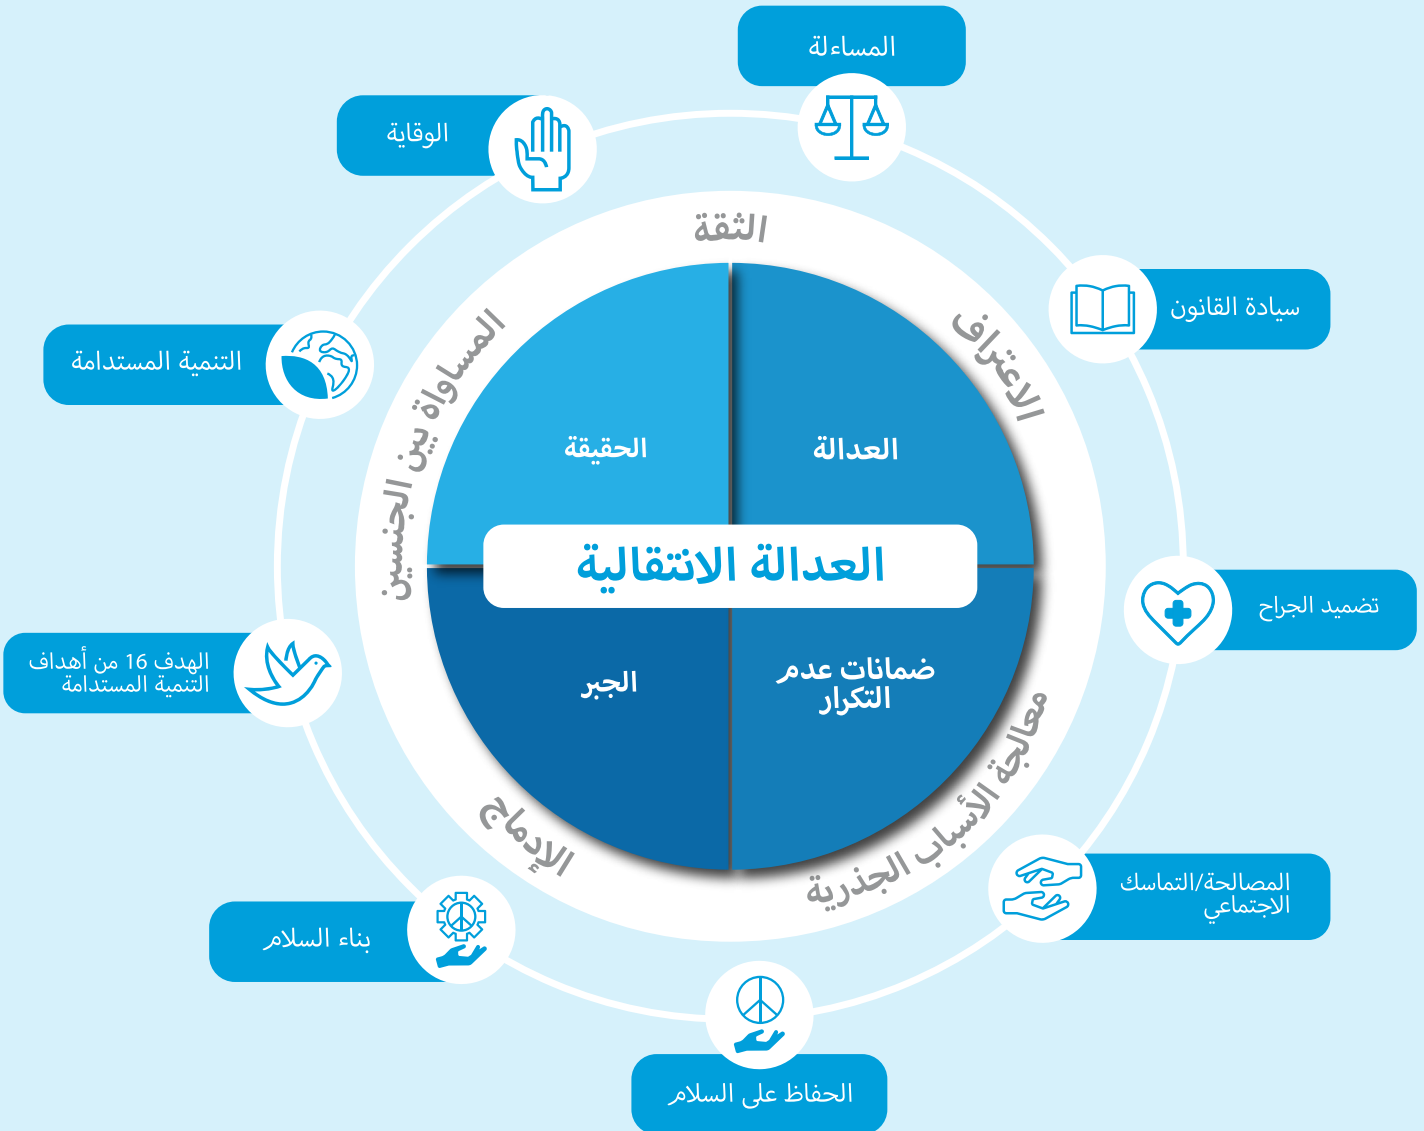 المساءلة
الوقاية
سيادة القانون
التنمية المستدامة
تضميد الجراح
الهدف 16 من أهداف
التنمية المستدامة
المصالحة/التماسك
الاجتماعي
بناء السلام
الحفاظ على السلام
الثقة
الاعتراف
المساواة بين الجنسين
معالجة الأسباب الجذرية
الإدماج
العدالة
الحقيقة
العدالة الانتقالية
ضمانات عدم
التكرار
الجبر